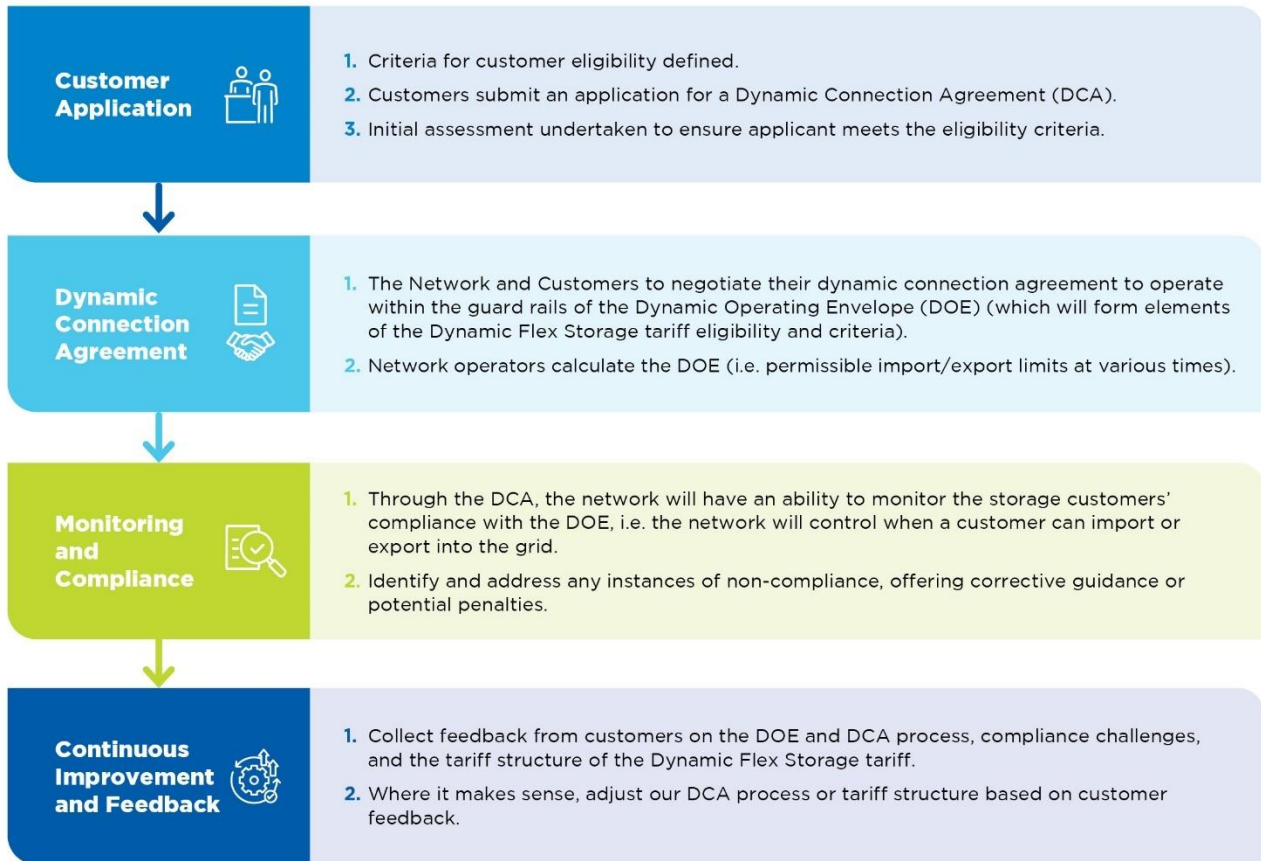 Customer
Application
1. Criteria for customer eligibility defined.
2. Customers submit an application for a Dynamic Connection Agreement (DCA).
3. Initial assessment undertaken to ensure applicant meets the eligibility criteria.
Dynamic
Connection
Agreement
1. The Network and Customers to negotiate their dynamic connection agreement to operate
within the guard rails of the Dynamic Operating Envelope (DOE) (which will form elements
of the Dynamic Flex Storage tariff eligibility and criteria).
2. Network operators calculate the DOE (i.e. permissible import/export limits at various times).
Monitoring
and
Compliance
1. Through the DCA, the network will have an ability to monitor the storage customers’
compliance with the DOE, i.e. the network will control when a customer can import or
export into the grid.
2. Identify and address any instances of non-compliance, offering corrective guidance or
potential penalties.
Continuous
Improvement
and Feedback
1. Collect feedback from customers on the DOE and DCA process, compliance challenges,
and the tariff structure of the Dynamic Flex Storage tariff.
2. Where it makes sense, adjust our DCA process or tariff structure based on customer
feedback.